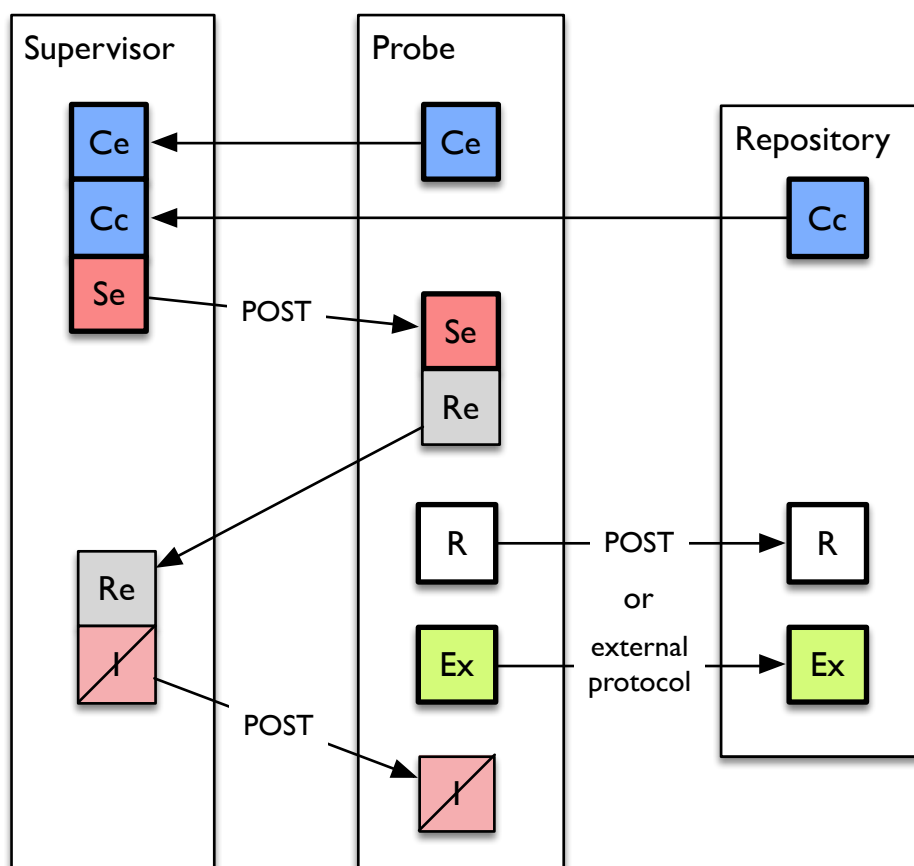 Supervisor
Probe
Repository
Ce
Ce
Cc
Cc
Se
POST
Se
Re
R
POST
R
Re
or
I
Ex
external
protocol
Ex
POST
I